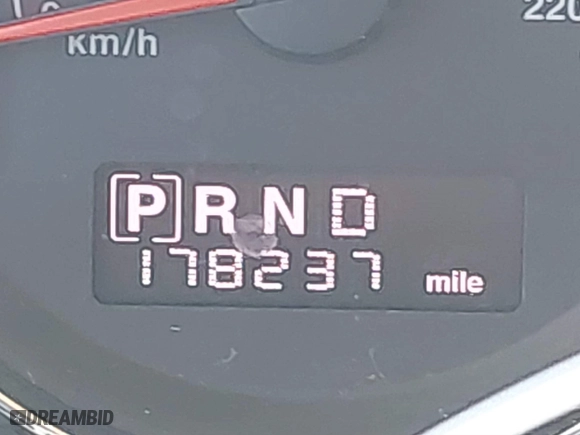 220
km/h
[P] R N D
178237 mile
DREAMBID